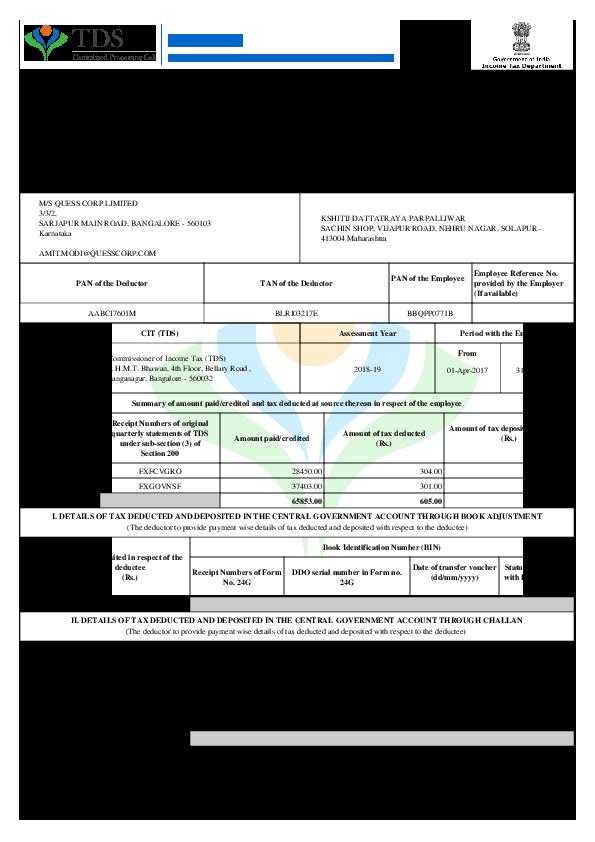 TDS
Centralized Processing Cell
Government of India
Income Tax Department
M/S QUESS CORP LIMITED
3/3/2,
SARJAPUR MAIN ROAD, BANGALORE - 560103
Karnataka
AMIT.MODI@QUESSCORP.COM
KSHITIJ DATTATRAYA PARPALLIWAR
SACHIN SHOP, VIJAPUR ROAD, NEHRU NAGAR, SOLAPUR -
413004 Maharashtra
PAN of the Deductor
TAN of the Deductor
PAN of the Employee
Employee Reference No.
provided by the Employer
(If available)
AABCI7601M
BLRI03217E
BBQPP0771B
CIT (TDS)
Assessment Year
Period with the Em
ommissioner of Income Tax (TDS)
, H.M.T. Bhawan, 4th Floor, Bellary Road ,
anganagar, Bangalore - 560032
2018-19
From
01-Apr-2017
31
Summary of amount paid/credited and tax deducted at source thereon in respect of the employee
Receipt Numbers of original
quarterly statements of TDS
under sub-section (3) of
Section 200
Amount paid/credited
Amount of tax deducted
(Rs.)
Amount of tax deposi
(Rs.)
FXFCVGRO
28450.00
304.00
FXGOVNSF
37403.00
301.00
65853.00
605.00
I. DETAILS OF TAX DEDUCTED AND DEPOSITED IN THE CENTRAL GOVERNMENT ACCOUNT THROUGH BOOK ADJUSTMENT
(The deductor to provide payment wise details of tax deducted and deposited with respect to the deductee)
ited in respect of the
deductee
(Rs.)
Book Identification Number (BIN)
Receipt Numbers of Form
No. 24G
DDO serial number in Form no.
24G
Date of transfer voucher
(dd/mm/yyyy)
Statu
with
II. DETAILS OF TAX DEDUCTED AND DEPOSITED IN THE CENTRAL GOVERNMENT ACCOUNT THROUGH CHALLAN
(The deductor to provide payment wise details of tax deducted and deposited with respect to the deductee)